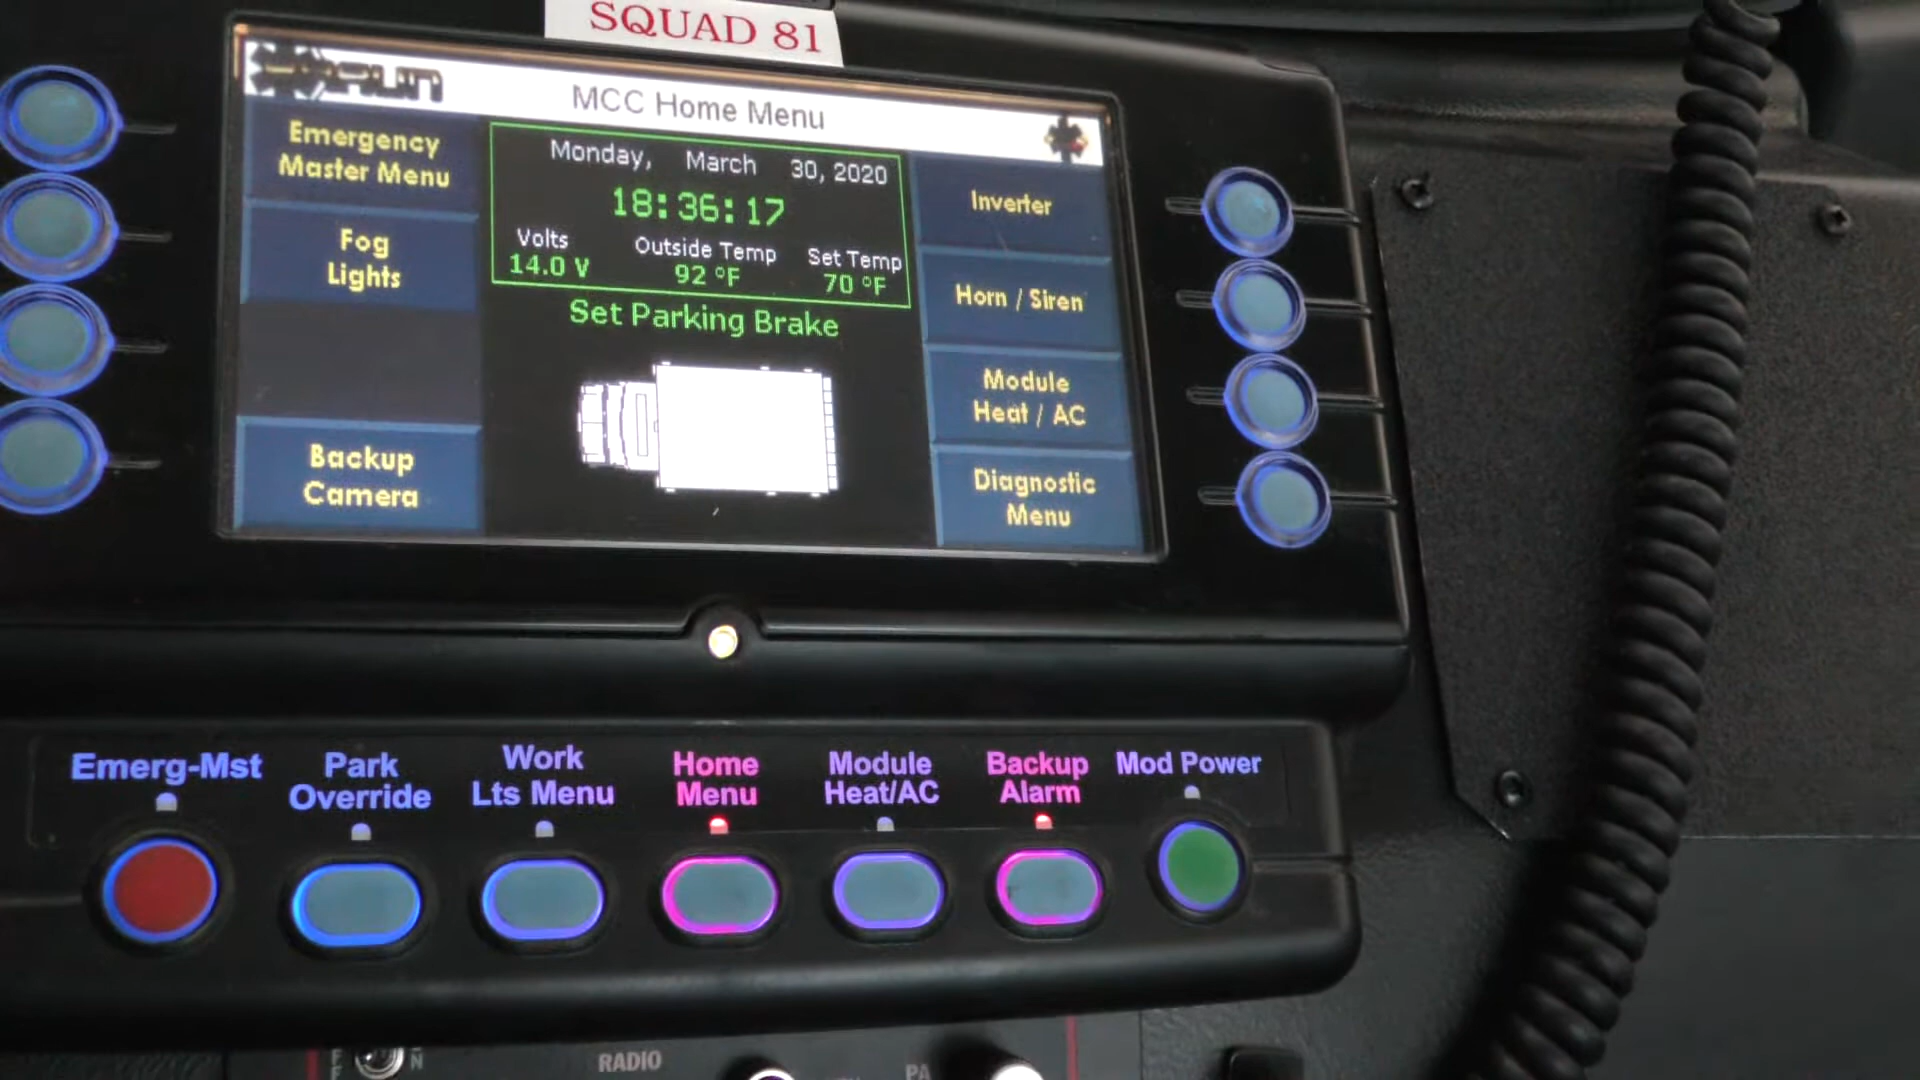 SQUAD 81
MCC Home Menu
Emergency
Master Menu
Fog
Lights
Backup
Camera
Monday, March 30, 2020
18:36:17
Volts Outside Temp Set Temp
14.0 V 92 °F 70 °F
Set Parking Brake
Inverter
Horn / Siren
Module
Heat / AC
Diagnostic
Menu
Emerg-Mst
Park
Override
Work
Lts Menu
Home
Menu
Module
Heat/AC
Backup
Alarm
Mod Power
RADIO
PA